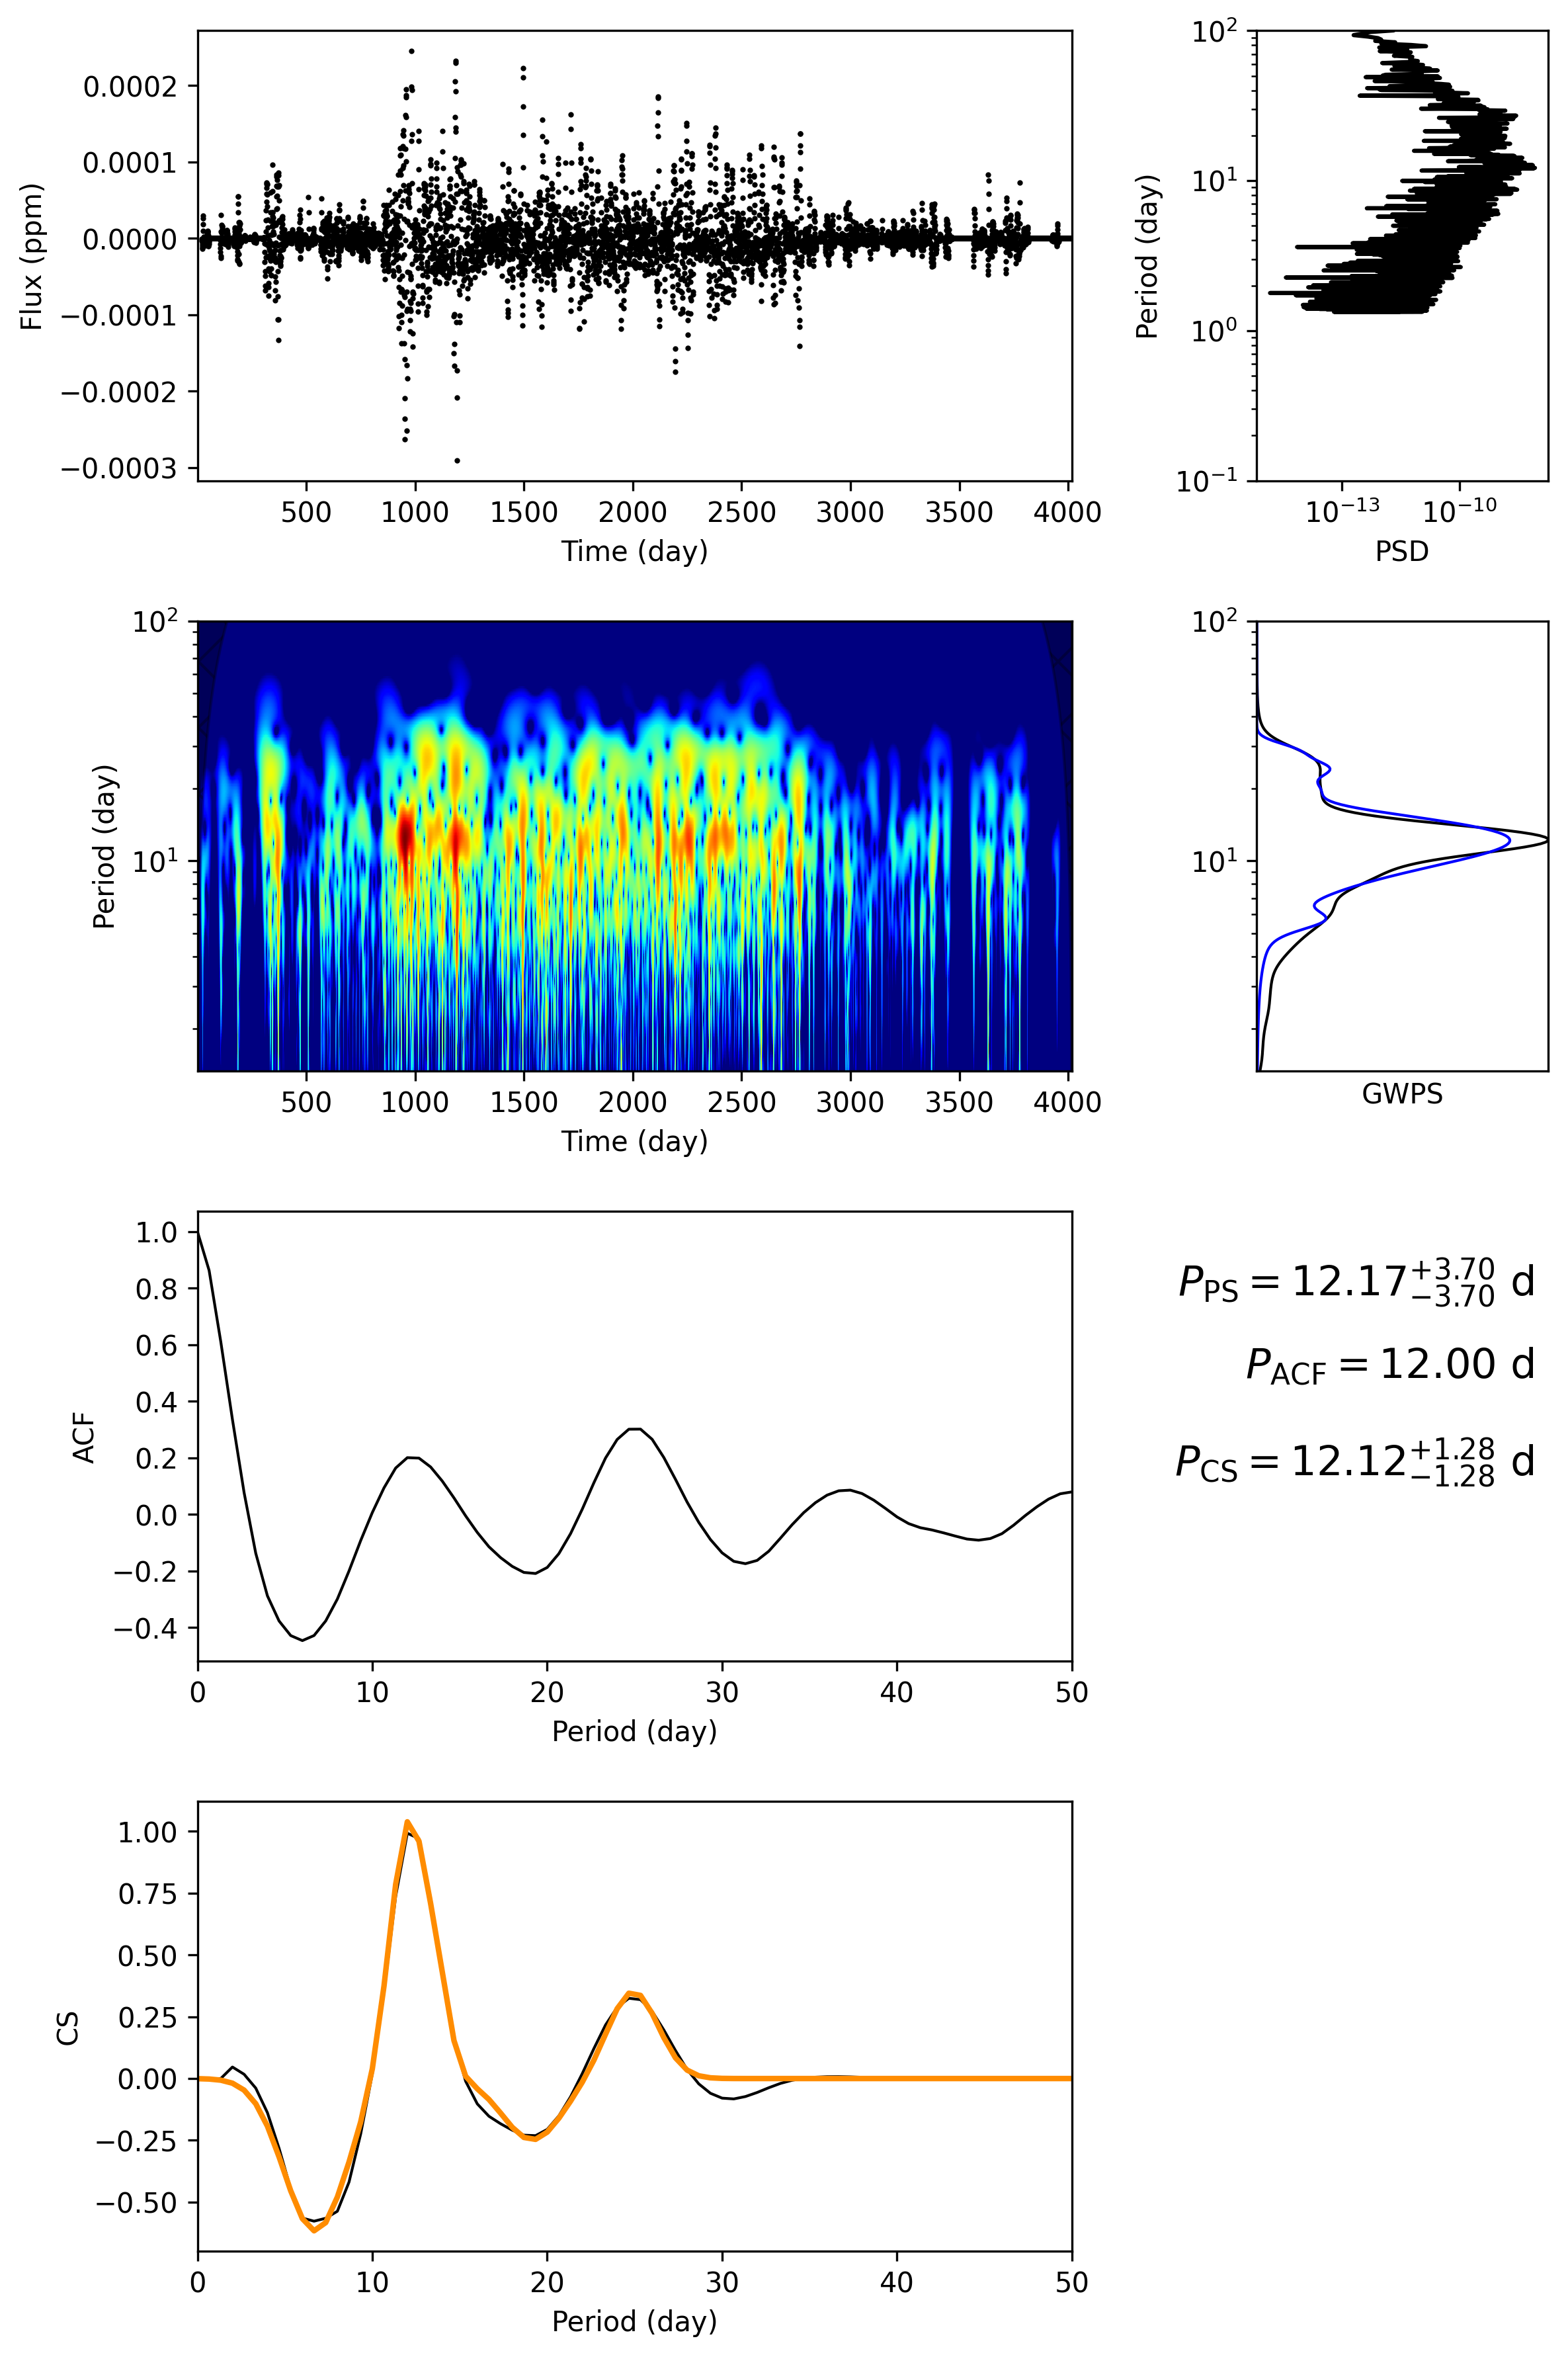 0.0002
0.0001
0.0000
−0.0001
−0.0002
−0.0003
Flux (ppm)
500 1000 1500 2000 2500 3000 3500 4000
Time (day)
10²
10¹
10⁰
10⁻¹
Period (day)
10⁻¹³ 10⁻¹⁰
PSD
10²
10¹
Period (day)
500 1000 1500 2000 2500 3000 3500 4000
Time (day)
10²
10¹
GWPS
1.0
0.8
0.6
0.4
0.2
0.0
−0.2
−0.4
ACF
0 10 20 30 40 50
Period (day)
P_PS = 12.17^{+3.70}_{−3.70} d
P_ACF = 12.00 d
P_CS = 12.12^{+1.28}_{−1.28} d
1.00
0.75
0.50
0.25
0.00
−0.25
−0.50
CS
0 10 20 30 40 50
Period (day)